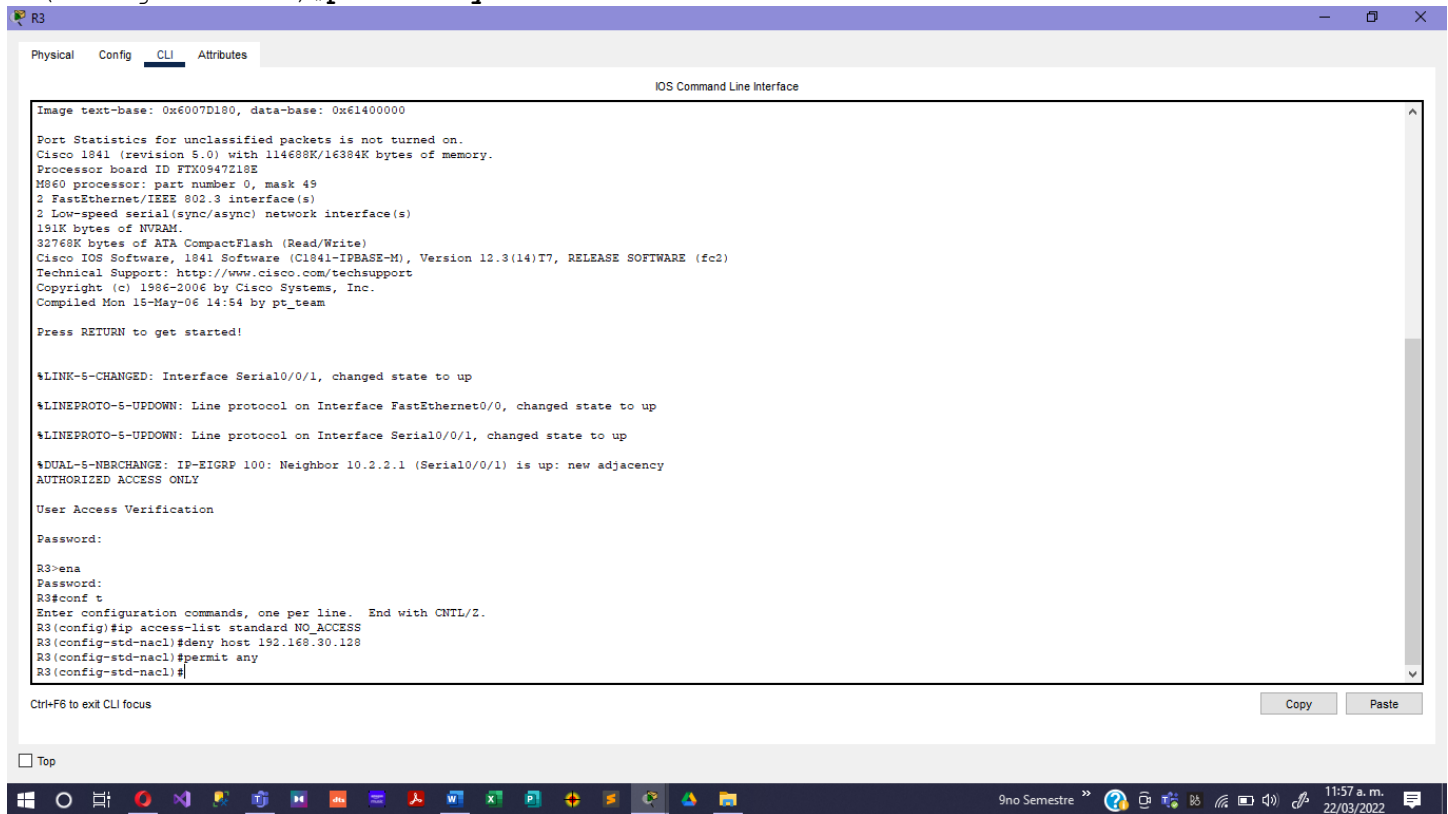 R3
Physical Config CLI Attributes
IOS Command Line Interface
Image text-base: 0x6007D180, data-base: 0x61400000
Port Statistics for unclassified packets is not turned on.
Cisco 1841 (revision 5.0) with 114688K/16384K bytes of memory.
Processor board ID FTX0947Z18E
M860 processor: part number 0, mask 49
2 FastEthernet/IEEE 802.3 interface(s)
2 Low-speed serial(sync/async) network interface(s)
191K bytes of NVRAM.
32768K bytes of ATA CompactFlash (Read/Write)
Cisco IOS Software, 1841 Software (C1841-IPBASE-M), Version 12.3(14)T7, RELEASE SOFTWARE (fc2)
Technical Support: http://www.cisco.com/techsupport
Copyright (c) 1986-2006 by Cisco Systems, Inc.
Compiled Mon 15-May-06 14:54 by pt_team
Press RETURN to get started!
%LINK-5-CHANGED: Interface Serial0/0/1, changed state to up
%LINEPROTO-5-UPDOWN: Line protocol on Interface FastEthernet0/0, changed state to up
%LINEPROTO-5-UPDOWN: Line protocol on Interface Serial0/0/1, changed state to up
%DUAL-5-NBRCHANGE: IP-EIGRP 100: Neighbor 10.2.2.1 (Serial0/0/1) is up: new adjacency
AUTHORIZED ACCESS ONLY
User Access Verification
Password:
R3>ena
Password:
R3#conf t
Enter configuration commands, one per line. End with CNTL/Z.
R3(config)#ip access-list standard NO_ACCESS
R3(config-std-nacl)#deny host 192.168.30.128
R3(config-std-nacl)#permit any
R3(config-std-nacl)#
Ctrl+F6 to exit CLI focus
Copy Paste
Top
9no Semestre
11:57 a. m.
22/03/2022